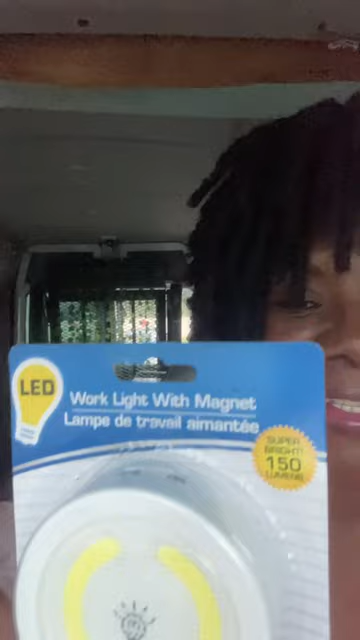 LED
Work Light With Magnet
Lampe de travail aimantée
SUPER
BRIGHT!
150
LUMENS